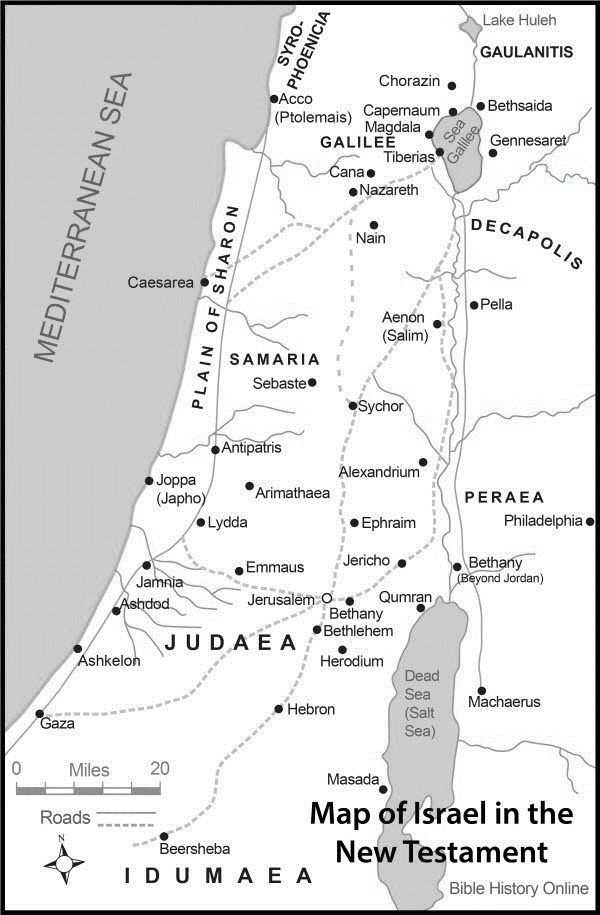 Lake Huleh
SYRO-
PHOENICIA
GAULANITIS
MEDITERRANEAN SEA
Chorazin
Acco
(Ptolemais)
Capernaum
Bethsaida
Magdala
Sea
Galilee
GALILEE
Tiberias
Gennesaret
Cana
Nazareth
DECAPOLIS
Nain
PLAIN OF SHARON
Caesarea
Pella
Aenon
(Salim)
SAMARIA
Sebaste
Sychor
Antipatris
Alexandrium
Joppa
(Japho)
Arimathaea
PERAEA
Lydda
Ephraim
Philadelphia
Jericho
Bethany
(Beyond Jordan)
Emmaus
Jamnia
Jerusalem
Qumran
Ashdod
Bethany
Bethlehem
JUDAEA
Herodium
Ashkelon
Dead
Sea
(Salt
Sea)
Machaerus
Hebron
Gaza
0 Miles 20
Masada
Roads
Map of Israel in the
New Testament
N
Beersheba
IDUMAEA
Bible History Online